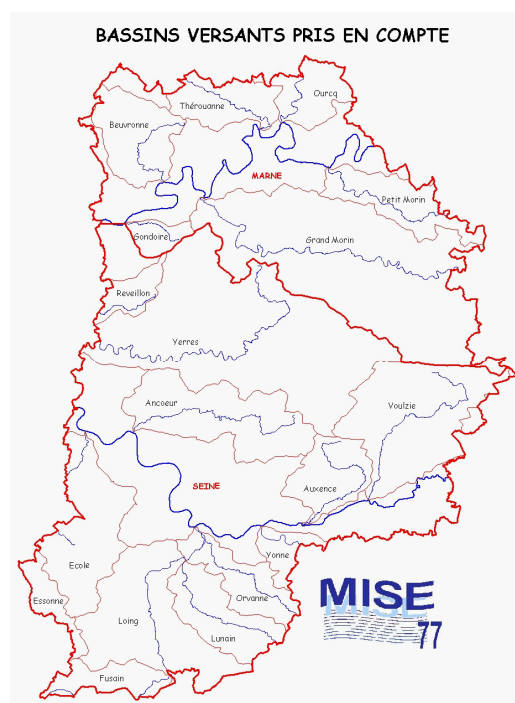 BASSINS VERSANTS PRIS EN COMPTE
Ourcq
Thérouanne
Beuvronne
MARNE
Petit Morin
Gondoire
Grand Morin
Reveillon
Yerres
Ancoeur
Voulzie
SEINE
Auxence
Yonne
Ecole
Essonne
Orvanne
Loing
Lunain
Fusain
MISE
MISE
77